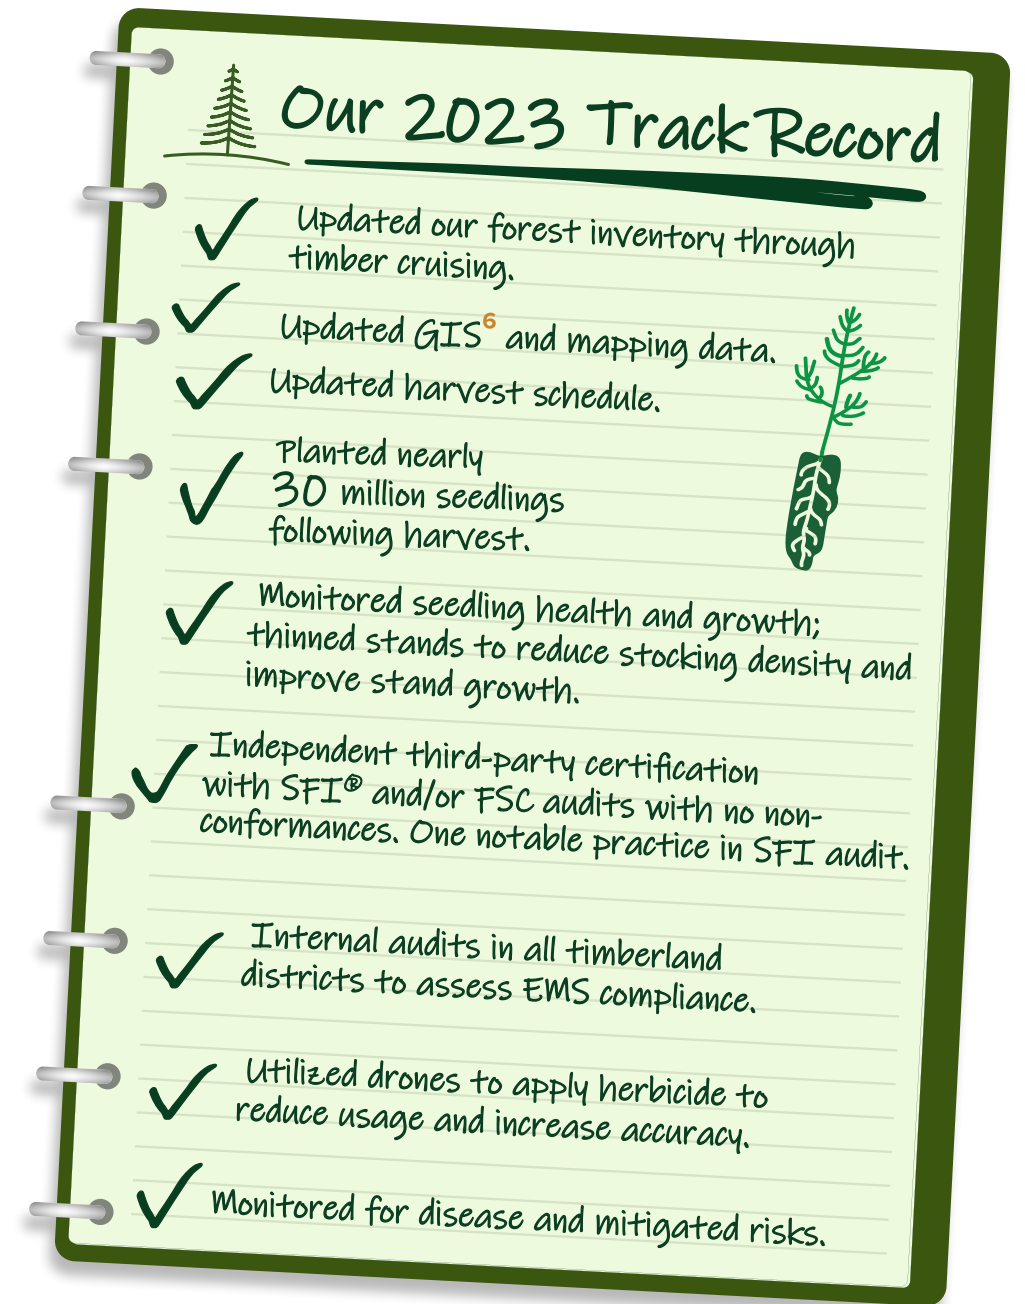 Our 2023 Track Record
Updated our forest inventory through
timber cruising.
Updated GIS6 and mapping data.
Updated harvest schedule.
Planted nearly
30 million seedlings
following harvest.
Monitored seedling health and growth;
thinned stands to reduce stocking density and
improve stand growth.
Independent third-party certification
with SFI® and/or FSC audits with no non-
conformances. One notable practice in SFI audit.
Internal audits in all timberland
districts to assess EMS compliance.
Utilized drones to apply herbicide to
reduce usage and increase accuracy.
Monitored for disease and mitigated risks.